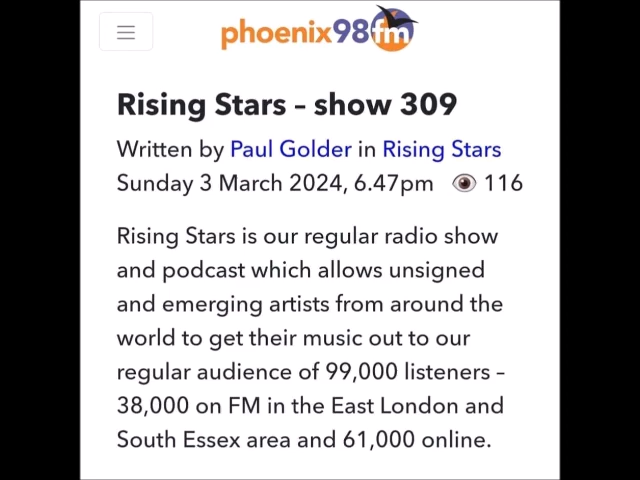 phoenix98fm
Rising Stars – show 309
Written by Paul Golder in Rising Stars
Sunday 3 March 2024, 6.47pm 116
Rising Stars is our regular radio show
and podcast which allows unsigned
and emerging artists from around the
world to get their music out to our
regular audience of 99,000 listeners –
38,000 on FM in the East London and
South Essex area and 61,000 online.